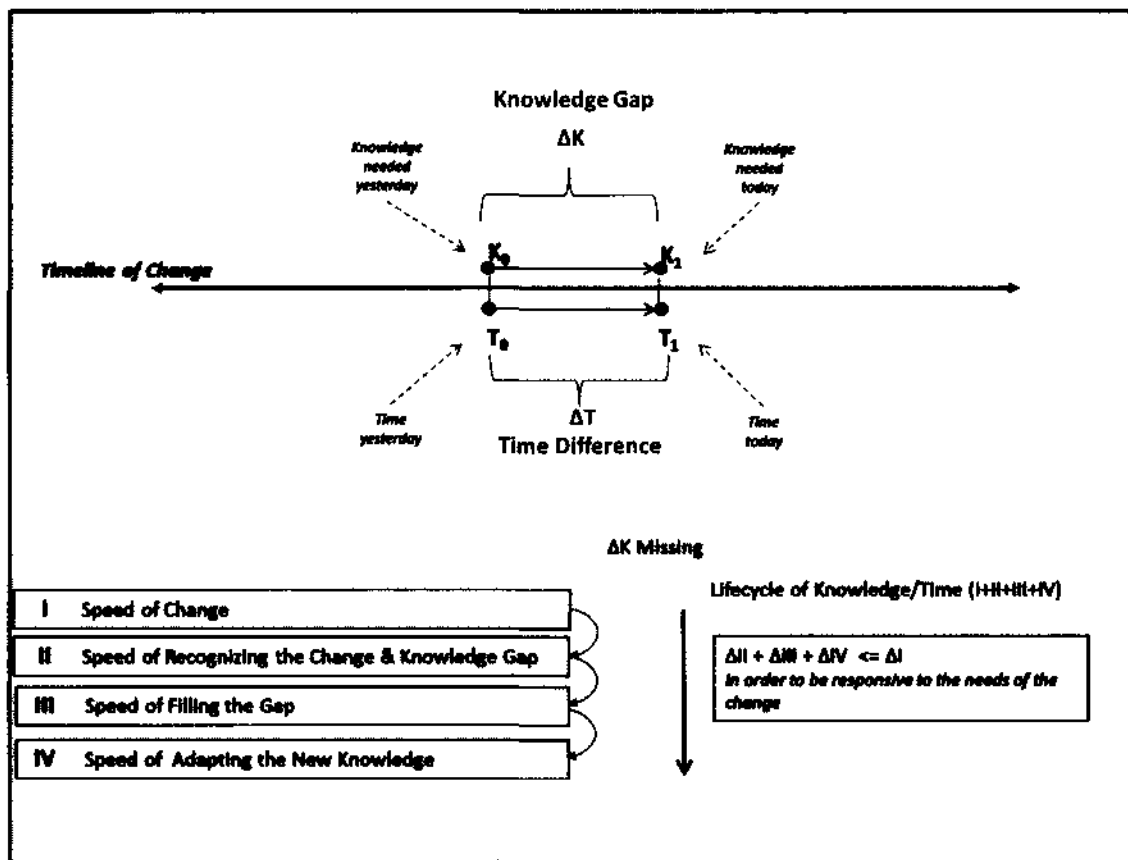 Knowledge Gap
ΔK
Knowledge
needed
yesterday
Knowledge
needed
today
K₀
K₁
Timeline of Change
T₀
T₁
Time
yesterday
ΔT
Time
today
Time Difference
ΔK Missing
Lifecycle of Knowledge/Time (I+II+III+IV)
I Speed of Change
II Speed of Recognizing the Change & Knowledge Gap
III Speed of Filling the Gap
IV Speed of Adapting the New Knowledge
ΔII + ΔIII + ΔIV <= ΔI
In order to be responsive to the needs of the
change